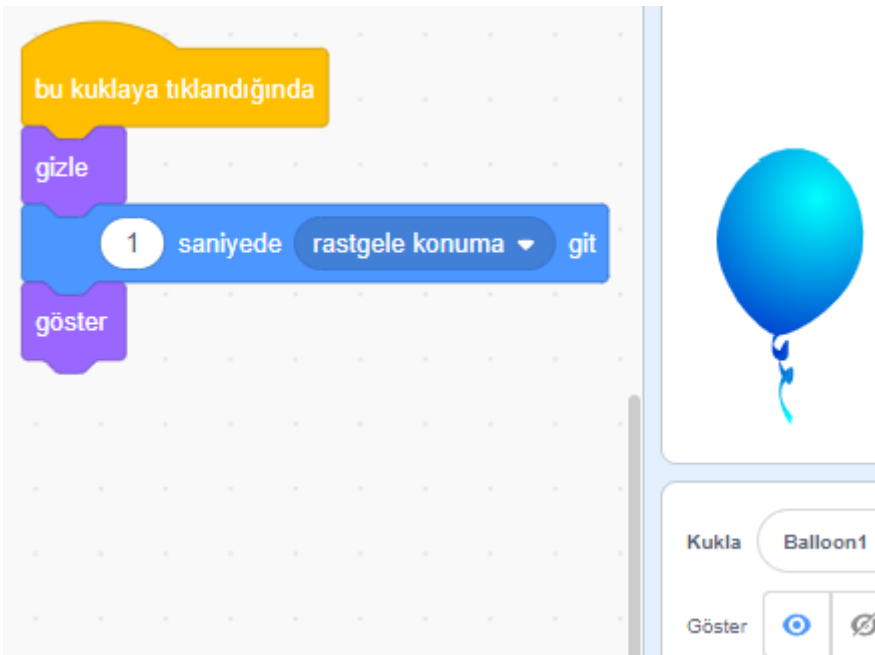 bu kuklaya tıklandığında
gizle
1 saniyede rastgele konuma git
göster
Kukla Balloon1
Göster